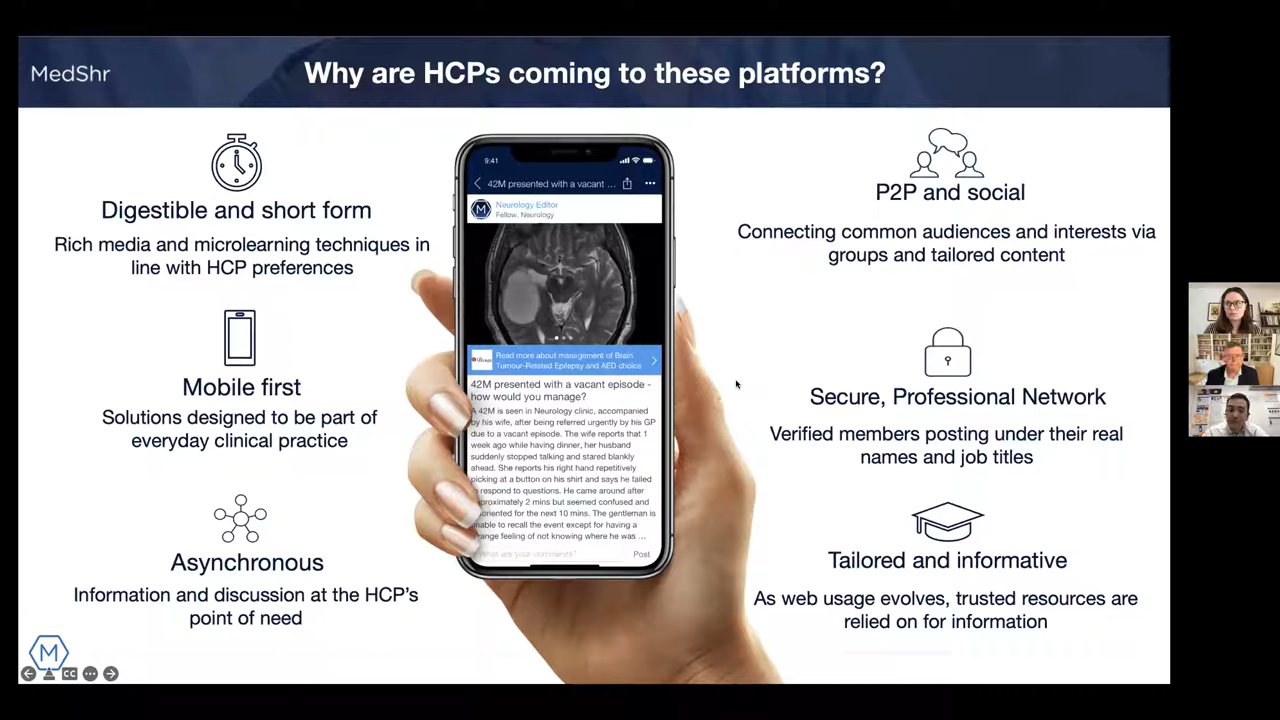 MedShr
Why are HCPs coming to these platforms?
Digestible and short form
Rich media and microlearning techniques in
line with HCP preferences
Mobile first
Solutions designed to be part of
everyday clinical practice
Asynchronous
Information and discussion at the HCP's
point of need
M
CC
9:41
42M presented with a vacant ...
M
Neurology Editor
Fellow, Neurology
Read more about management of Brain
Tumour-Related Epilepsy and AED choice
42M presented with a vacant episode -
how would you manage?
A 42M is seen in Neurology clinic, accompanied
by his wife, after being referred urgently by his GP
due to a vacant episode. The wife reports that 1
week ago while having dinner, her husband
suddenly stopped talking and stared blankly
ahead. She reports his right hand repetitively
picking at a button on his shirt and says he failed
respond to questions. He came around after
proximately 2 mins but seemed confused and
oriented for the next 10 mins. The gentleman is
nable to recall the event except for having a
range feeling of not knowing where he was ...
What are your comments?
Post
P2P and social
Connecting common audiences and interests via
groups and tailored content
Secure, Professional Network
Verified members posting under their real
names and job titles
Tailored and informative
As web usage evolves, trusted resources are
relied on for information